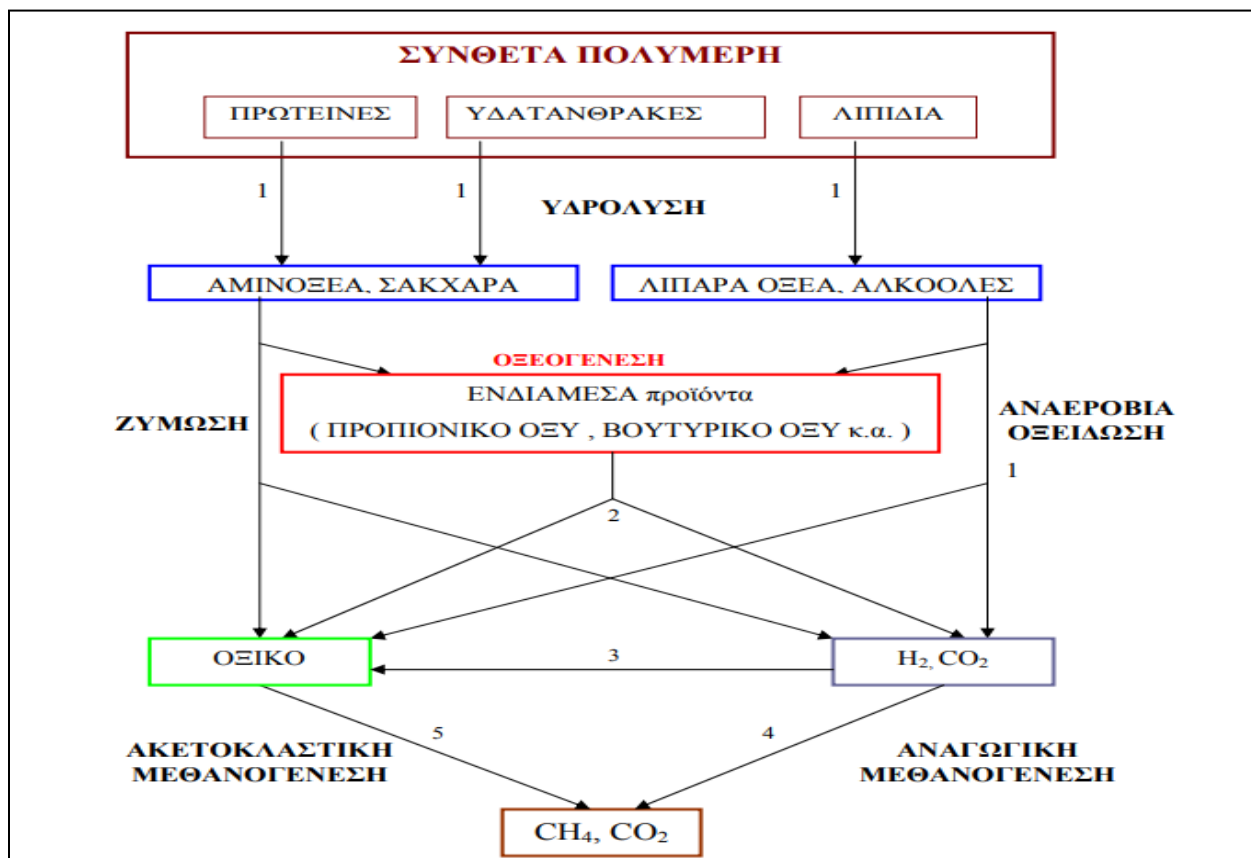 ΣΥΝΘΕΤΑ ΠΟΛΥΜΕΡΗ
ΠΡΩΤΕΙΝΕΣ
ΥΔΑΤΑΝΘΡΑΚΕΣ
ΛΙΠΙΔΙΑ
1
1
1
ΥΔΡΟΛΥΣΗ
ΑΜΙΝΟΞΕΑ, ΣΑΚΧΑΡΑ
ΛΙΠΑΡΑ ΟΞΕΑ, ΑΛΚΟΟΛΕΣ
ΟΞΕΟΓΕΝΕΣΗ
ΕΝΔΙΑΜΕΣΑ προϊόντα
( ΠΡΟΠΙΟΝΙΚΟ ΟΞΥ , ΒΟΥΤΥΡΙΚΟ ΟΞΥ κ.α. )
ΖΥΜΩΣΗ
ΑΝΑΕΡΟΒΙΑ
ΟΞΕΙΔΩΣΗ
1
2
ΟΞΙΚΟ
3
H₂, CO₂
5
4
ΑΚΕΤΟΚΛΑΣΤΙΚΗ
ΜΕΘΑΝΟΓΕΝΕΣΗ
ΑΝΑΓΩΓΙΚΗ
ΜΕΘΑΝΟΓΕΝΕΣΗ
CH₄, CO₂